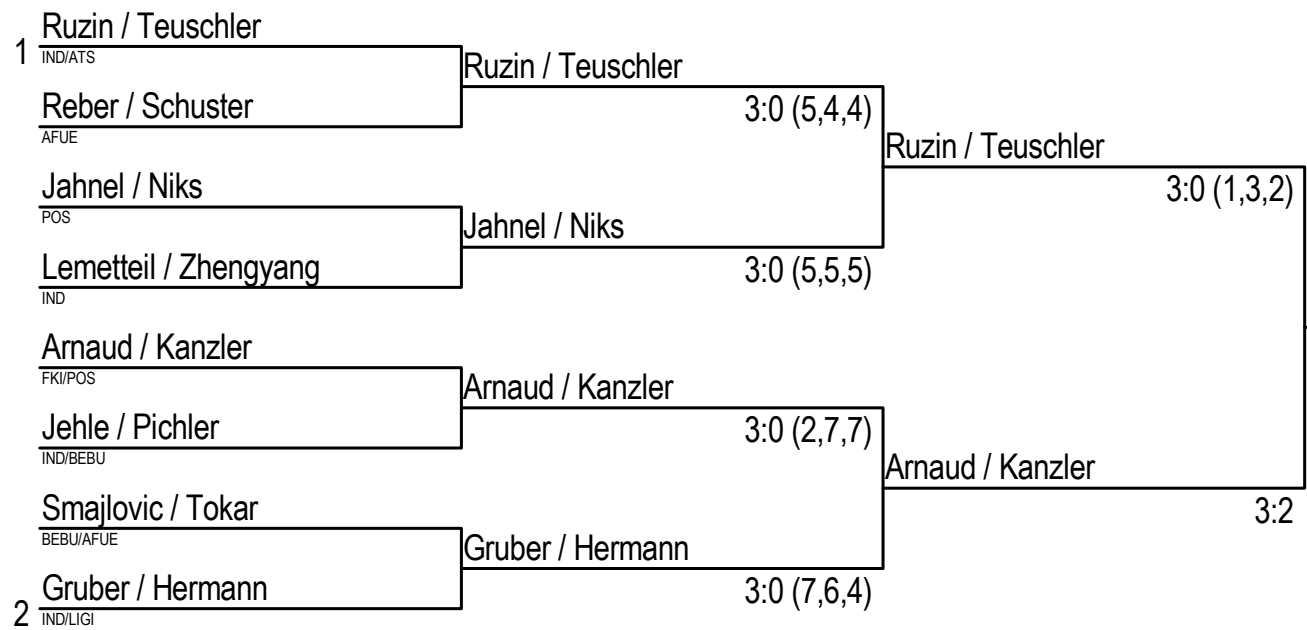 1
Ruzin / Teuschler
IND/ATS
Reber / Schuster
AFUE
Jahnel / Niks
POS
Lemetteil / Zhengyang
IND
Arnaud / Kanzler
FKI/POS
Jehle / Pichler
IND/BEBU
Smajlovic / Tokar
BEBU/AFUE
2
Gruber / Hermann
IND/LIGI
Ruzin / Teuschler
3:0 (5,4,4)
Jahnel / Niks
3:0 (5,5,5)
Arnaud / Kanzler
3:0 (2,7,7)
Gruber / Hermann
3:0 (7,6,4)
Ruzin / Teuschler
3:0 (1,3,2)
Arnaud / Kanzler
3:2